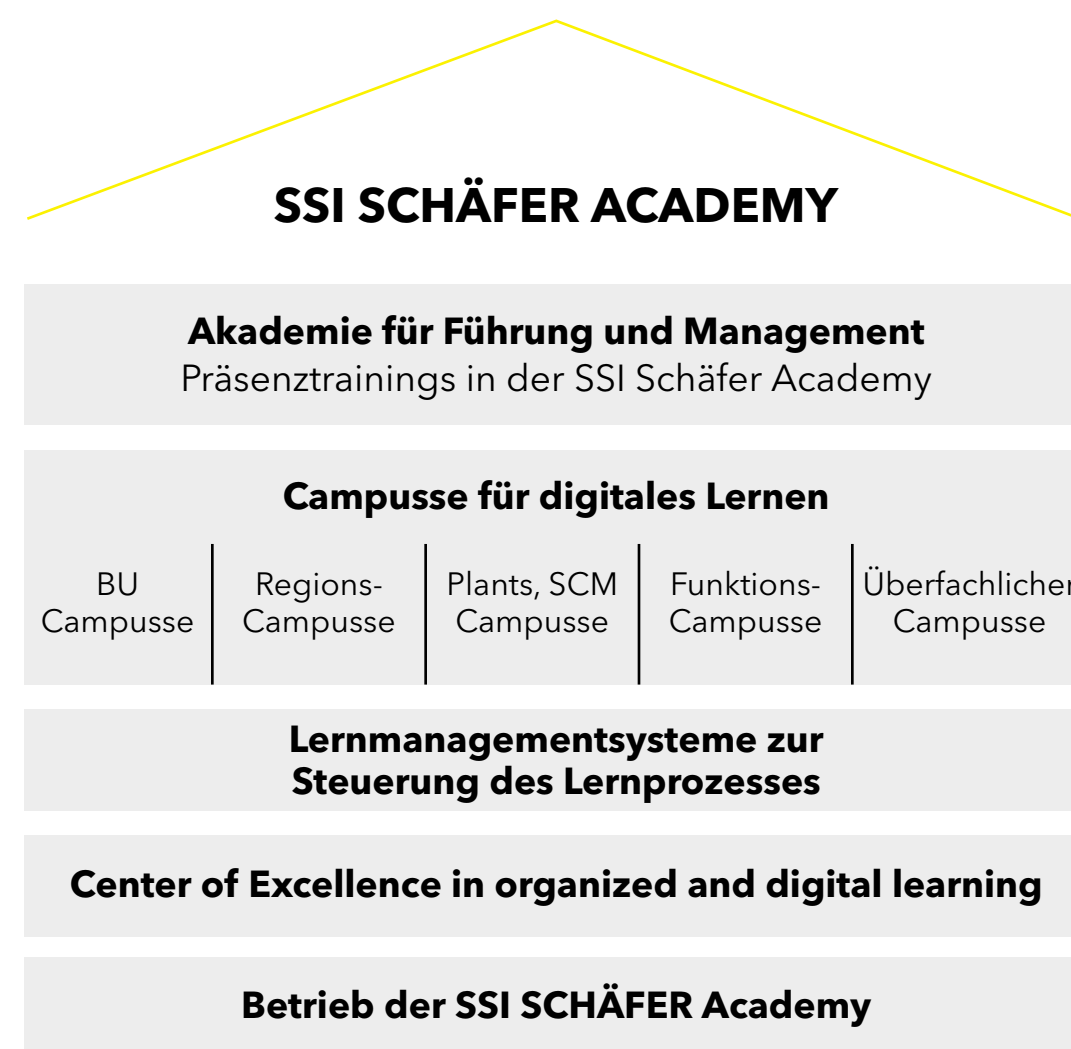 SSI SCHÄFER ACADEMY
Akademie für Führung und Management
Präsenztrainings in der SSI Schäfer Academy
Campusse für digitales Lernen
BU
Campusse
Regions-
Campusse
Plants, SCM
Campusse
Funktions-
Campusse
Überfachlicher
Campusse
Lernmanagementsysteme zur
Steuerung des Lernprozesses
Center of Excellence in organized and digital learning
Betrieb der SSI SCHÄFER Academy